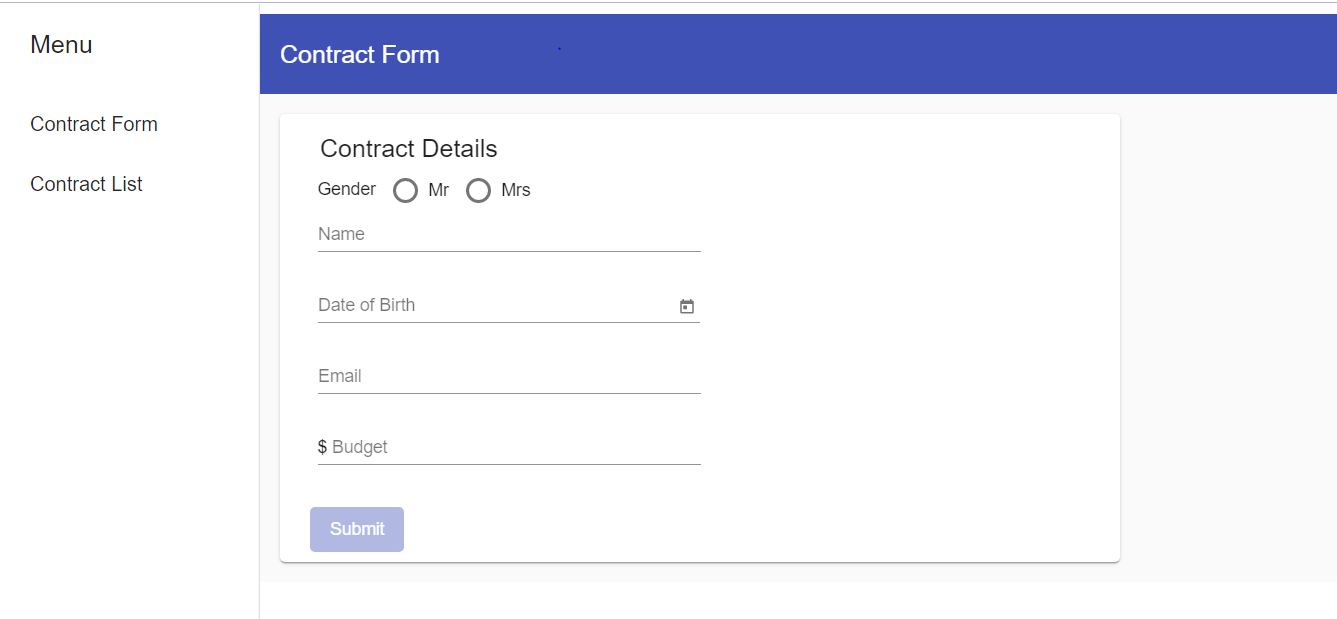 Menu
Contract Form
Contract List
Contract Form
Contract Details
Gender Mr Mrs
Name
Date of Birth
Email
$ Budget
Submit